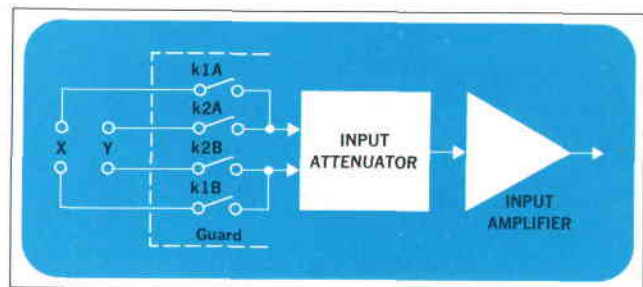 k1A
k2A
X Y
k2B
k1B
Guard
INPUT
ATTENUATOR
INPUT
AMPLIFIER